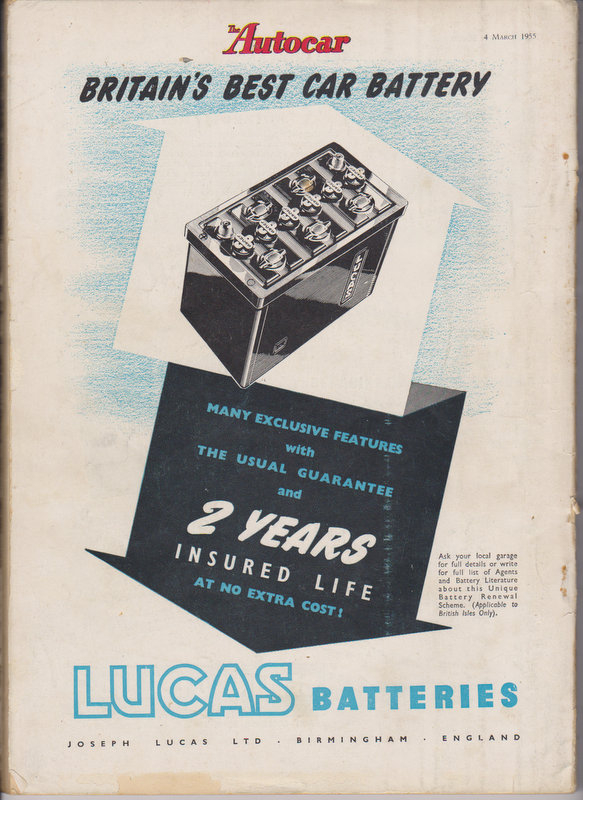 The Autocar
4 MARCH 1955
BRITAIN'S BEST CAR BATTERY
LUCAS
MANY EXCLUSIVE FEATURES
with
THE USUAL GUARANTEE
and
2 YEARS
INSURED LIFE
AT NO EXTRA COST!
Ask your local garage
for full details or write
for full list of Agents
and Battery Literature
about this Unique
Battery Renewal
Scheme. (Applicable to
British Isles Only).
LUCAS BATTERIES
JOSEPH LUCAS LTD · BIRMINGHAM · ENGLAND